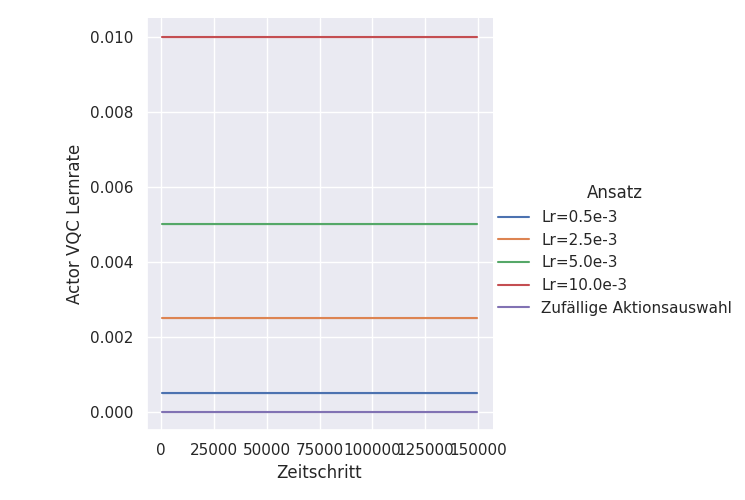 0.010
0.008
0.006
0.004
0.002
0.000
Actor VQC Lernrate
0 25000 50000 75000 100000 125000 150000
Zeitschritt
Ansatz
Lr=0.5e-3
Lr=2.5e-3
Lr=5.0e-3
Lr=10.0e-3
Zufällige Aktionsauswahl